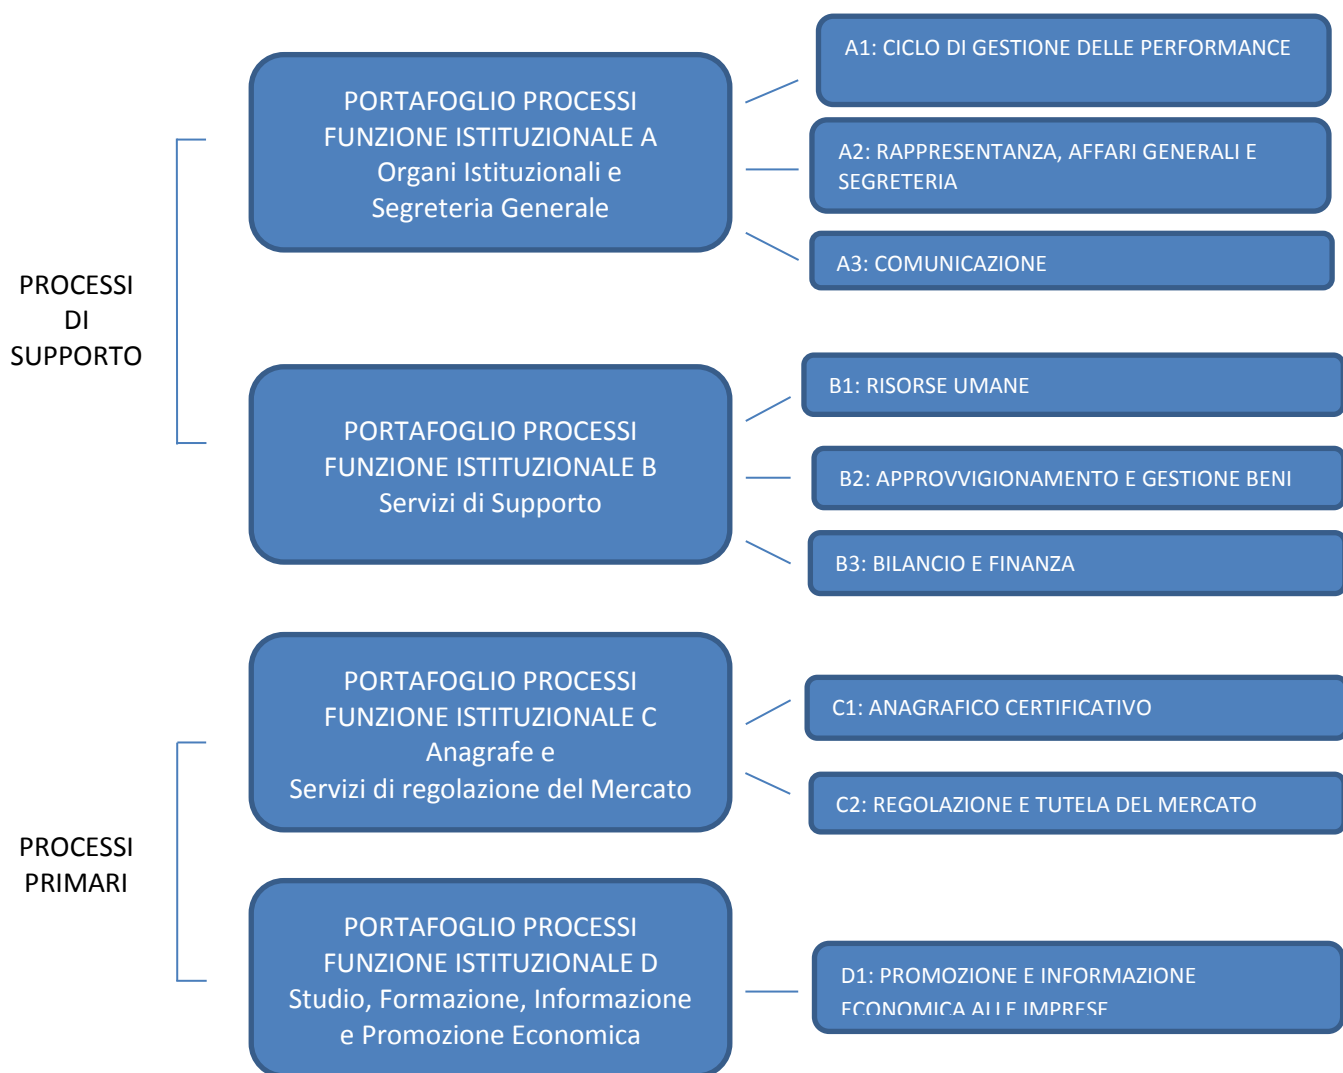 PROCESSI
DI
SUPPORTO
PORTAFOGLIO PROCESSI
FUNZIONE ISTITUZIONALE A
Organi Istituzionali e
Segreteria Generale
A1: CICLO DI GESTIONE DELLE PERFORMANCE
A2: RAPPRESENTANZA, AFFARI GENERALI E
SEGRETERIA
A3: COMUNICAZIONE
PORTAFOGLIO PROCESSI
FUNZIONE ISTITUZIONALE B
Servizi di Supporto
B1: RISORSE UMANE
B2: APPROVVIGIONAMENTO E GESTIONE BENI
B3: BILANCIO E FINANZA
PROCESSI
PRIMARI
PORTAFOGLIO PROCESSI
FUNZIONE ISTITUZIONALE C
Anagrafe e
Servizi di regolazione del Mercato
C1: ANAGRAFICO CERTIFICATIVO
C2: REGOLAZIONE E TUTELA DEL MERCATO
PORTAFOGLIO PROCESSI
FUNZIONE ISTITUZIONALE D
Studio, Formazione, Informazione
e Promozione Economica
D1: PROMOZIONE E INFORMAZIONE
ECONOMICA ALLE IMPRESE